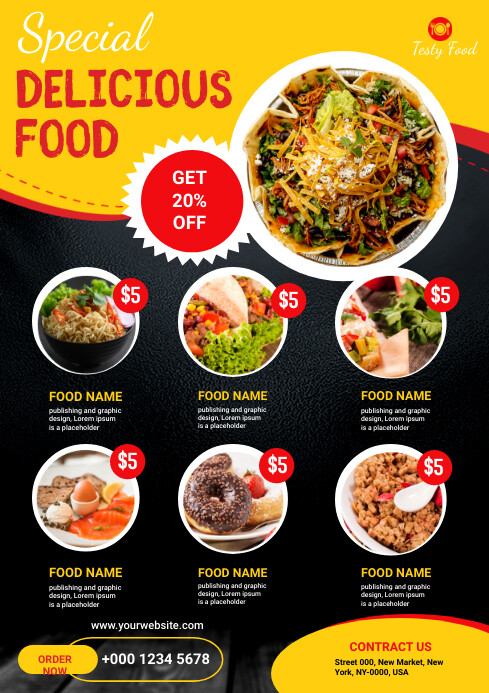 Special
Testy Food
DELICIOUS
FOOD
GET
20%
OFF
$5
$5
$5
FOOD NAME
publishing and graphic
design, Lorem ipsum
is a placeholder
FOOD NAME
publishing and graphic
design, Lorem ipsum
is a placeholder
FOOD NAME
publishing and graphic
design, Lorem ipsum
is a placeholder
$5
$5
$5
FOOD NAME
publishing and graphic
design, Lorem ipsum
is a placeholder
FOOD NAME
publishing and graphic
design, Lorem ipsum
is a placeholder
FOOD NAME
publishing and graphic
design, Lorem ipsum
is a placeholder
www.yourwebsite.com
ORDER
NOW
+000 1234 5678
CONTRACT US
Street 000, New Market, New
York, NY-0000, USA